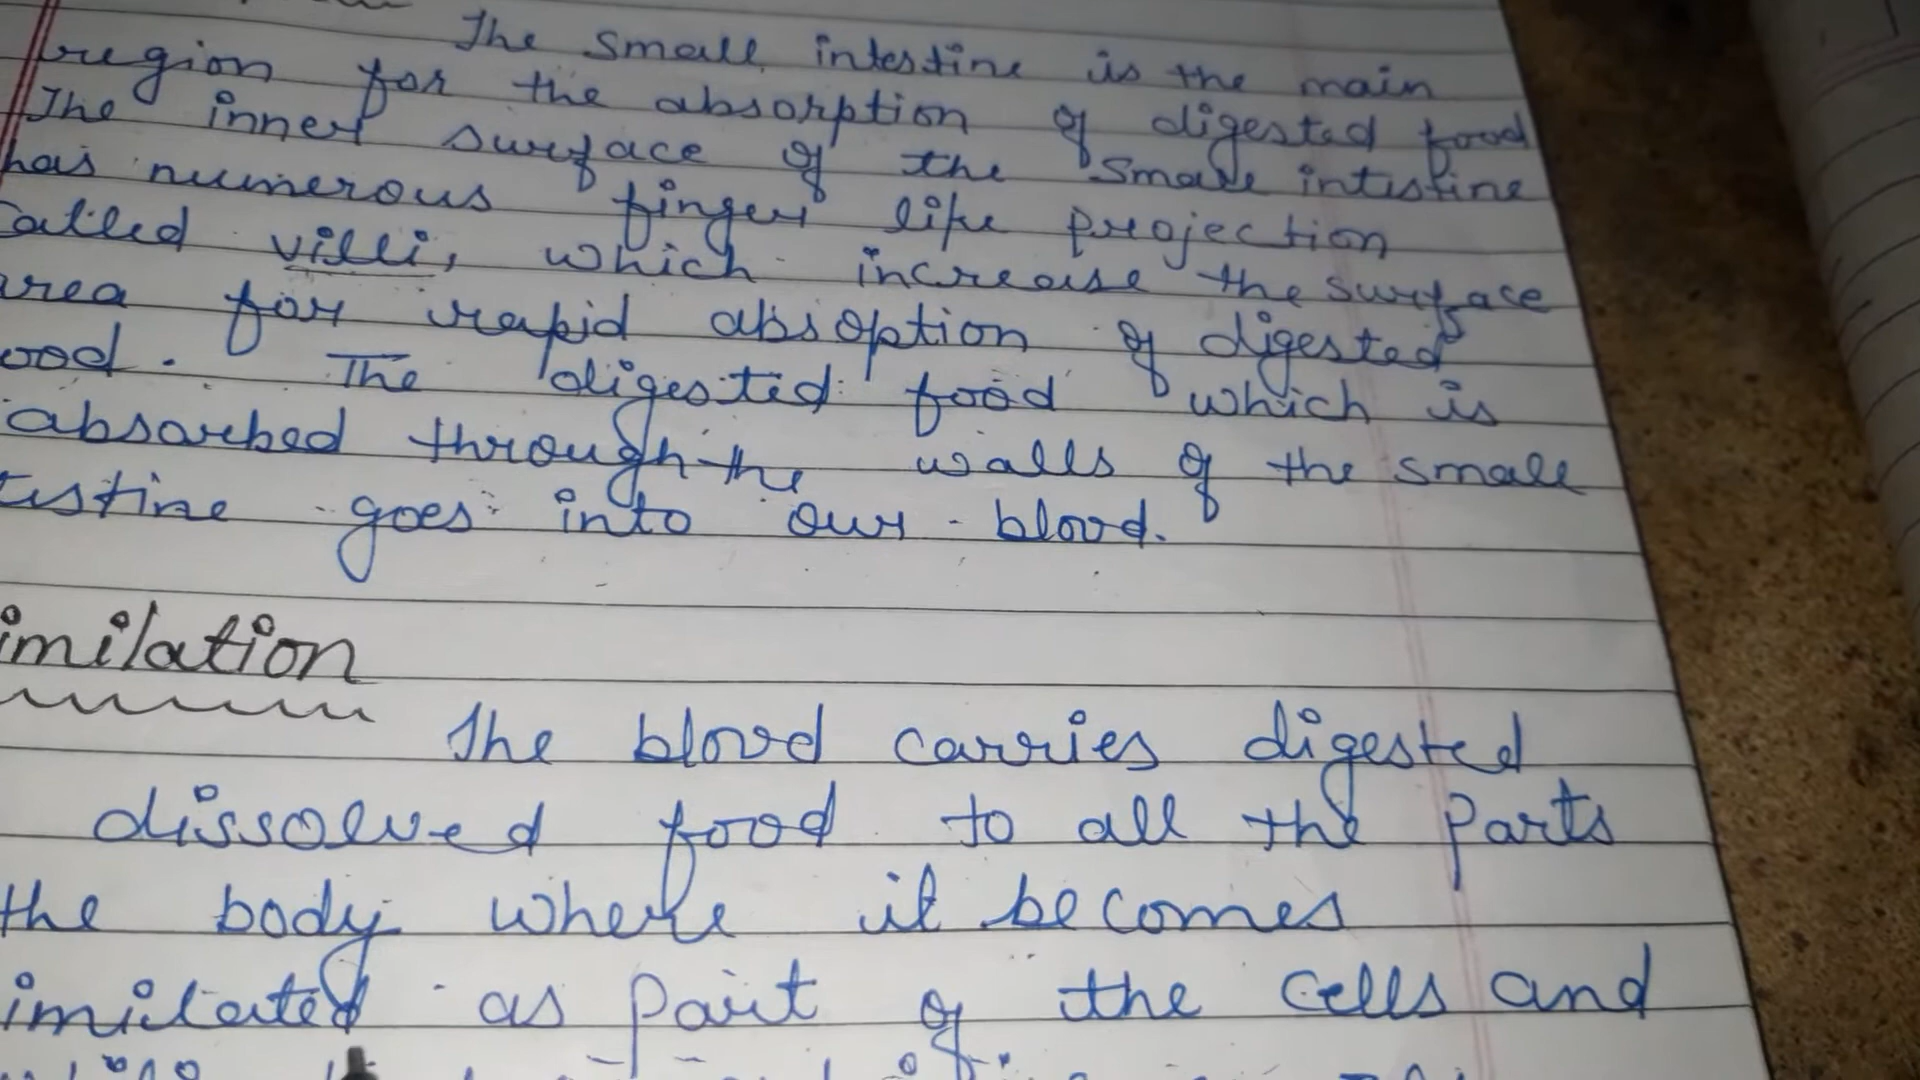 The small intestine is the main
region for the absorption of digested food
The inner surface of the small intestine
has numerous finger like projection
called villi, which increase the surface
area for rapid absoption of digested
ood. The digested food which is
absorbed through the walls of the small
testine goes into our blood.
imilation
The blood carries digested
dissolved food to all the parts
the body where it becomes
imilated as part of the cells and